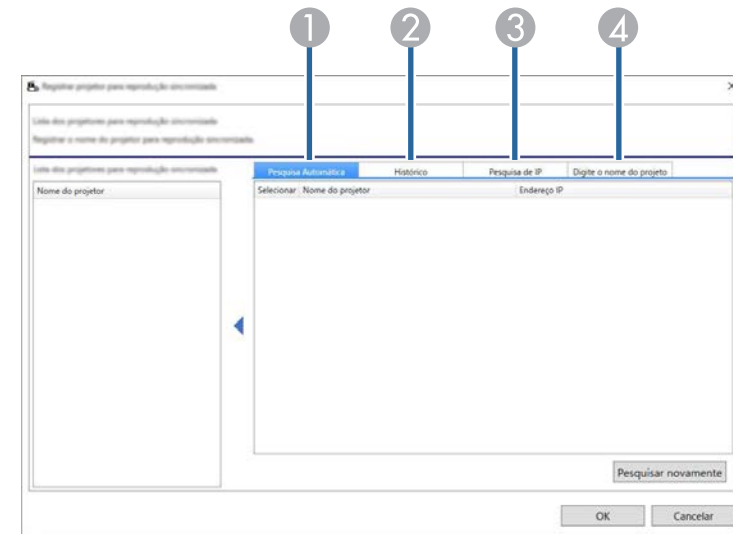 1 2 3 4
Registrar projetor para reprodução sincronizada
Lista dos projetores para reprodução sincronizada
Registrar o nome do projetor para reprodução sincronizada.
Lista dos projetores para reprodução sincronizada
Pesquisa Automática Histórico Pesquisa de IP Digite o nome do projeto
Nome do projetor
Selecionar Nome do projetor Endereço IP
Pesquisar novamente
OK Cancelar